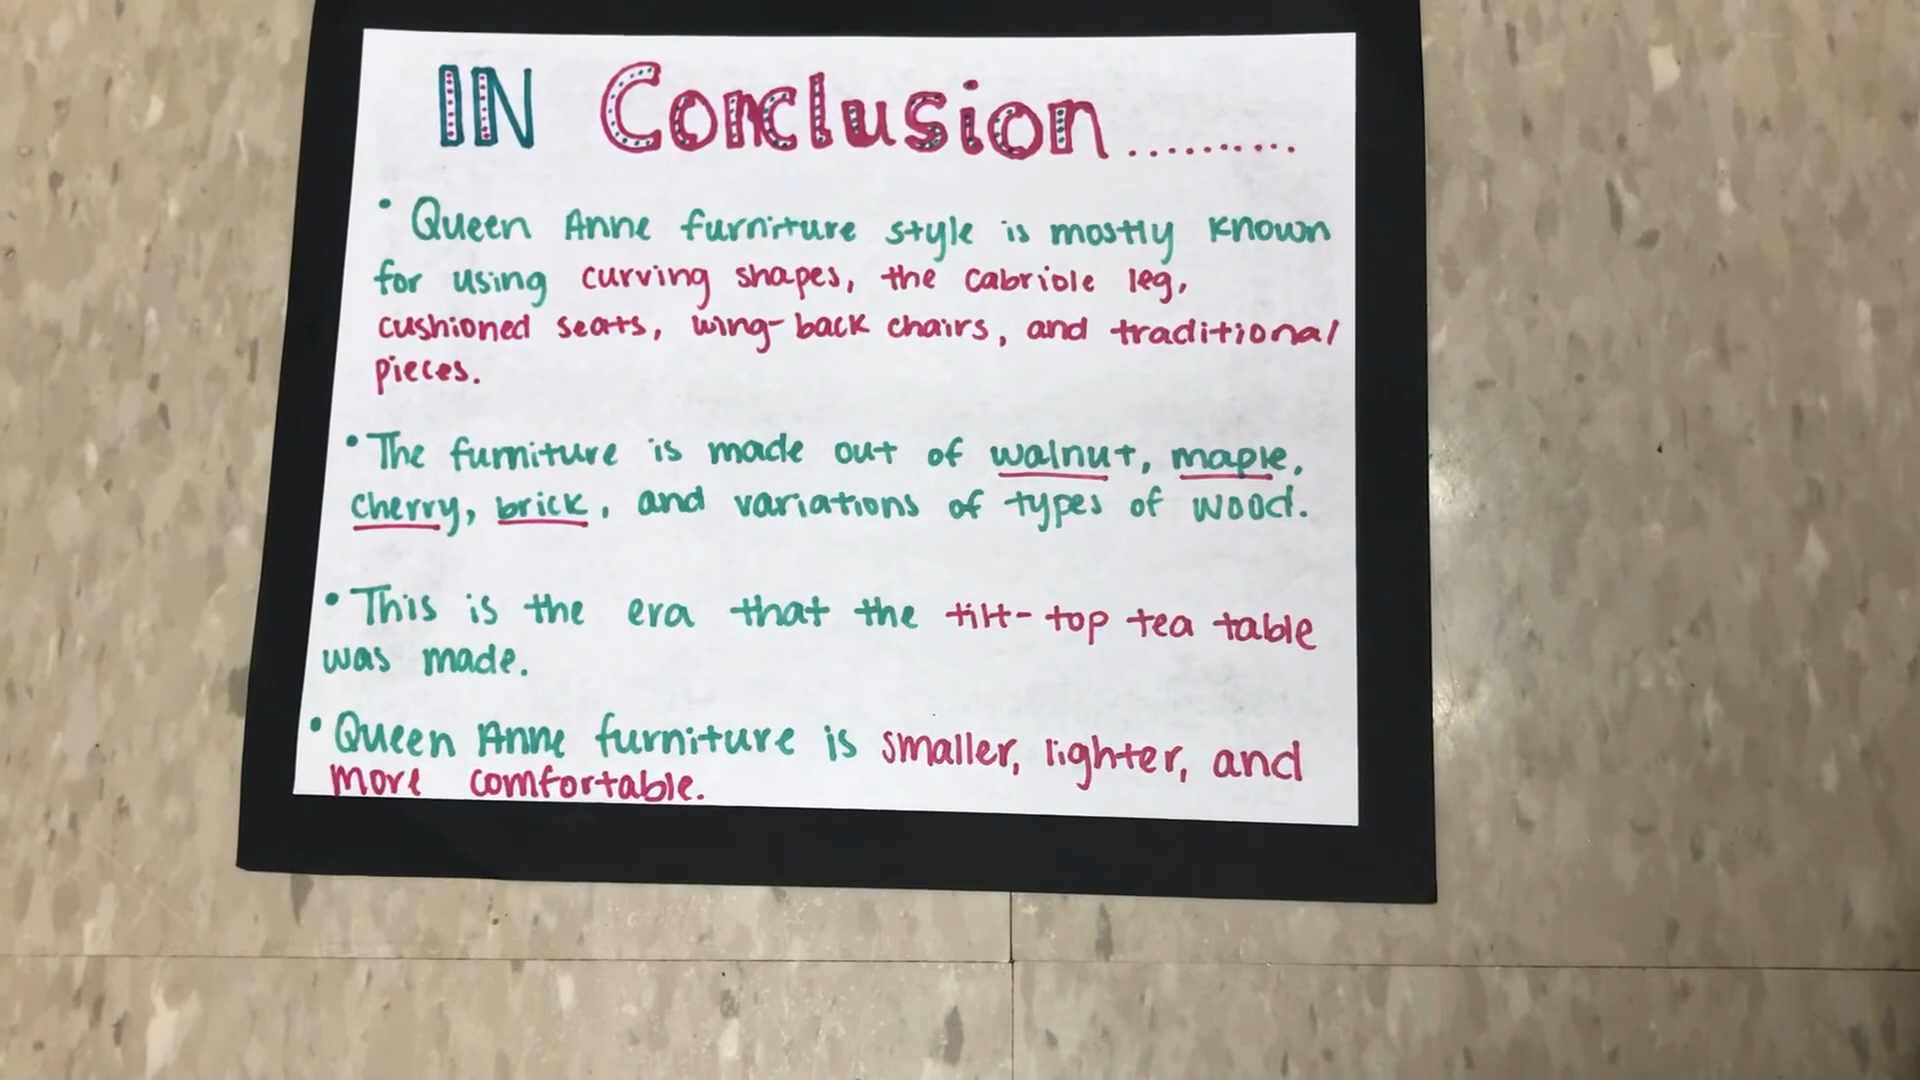 IN Conclusion..........
• Queen Anne furniture style is mostly known
for using curving shapes, the cabriole leg,
cushioned seats, wing-back chairs, and traditional
pieces.
• The furniture is made out of walnut, maple,
cherry, brick, and variations of types of wood.
• This is the era that the tilt-top tea table
was made.
• Queen Anne furniture is smaller, lighter, and
more comfortable.